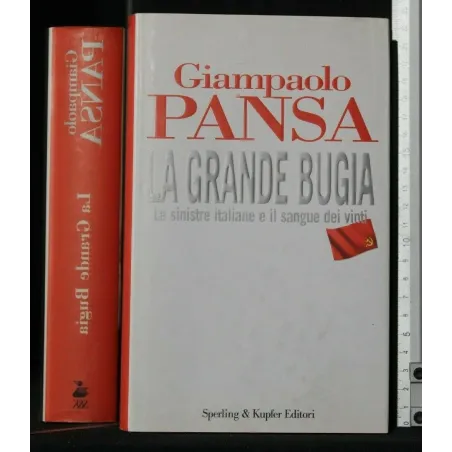 Giampaolo
PANSA
La Grande Bugia
Giampaolo
PANSA
LA GRANDE BUGIA
Le sinistre italiane e il sangue dei vinti
Sperling & Kupfer Editori